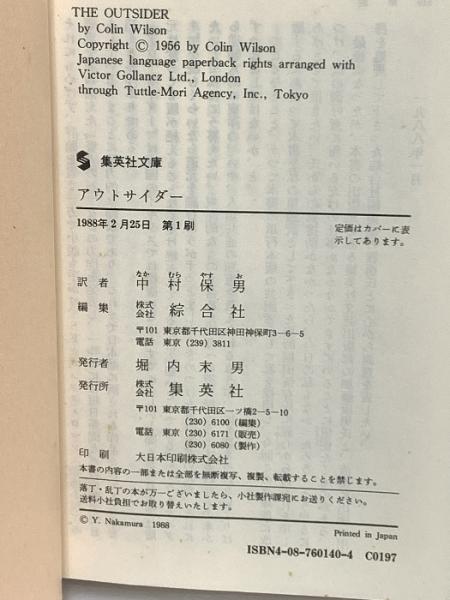 THE OUTSIDER
by Colin Wilson
Copyright © 1956 by Colin Wilson
Japanese language paperback rights arranged with
Victor Gollancz Ltd., London
through Tuttle-Mori Agency, Inc., Tokyo
集英社文庫
アウトサイダー
1988年2月25日 第1刷
定価はカバーに表
示してあります。
なか むら やす お
訳者 中村保男
編集 株式会社 綜合社
〒101 東京都千代田区神田神保町3-6-5
電話 東京 (239) 3811
発行者 堀内末男
発行所 株式会社 集英社
〒101 東京都千代田区一ツ橋2-5-10
(230) 6100 (編集)
電話 東京 (230) 6171 (販売)
(230) 6080 (製作)
印刷 大日本印刷株式会社
本書の内容の一部または全部を無断複写、複製、転載することを禁じます。
落丁・乱丁の本が万一ございましたら、小社製作課宛にお送りください。
送料小社負担でお取り替えいたします。
© Y. Nakamura 1988
Printed in Japan
ISBN4-08-760140-4 C0197